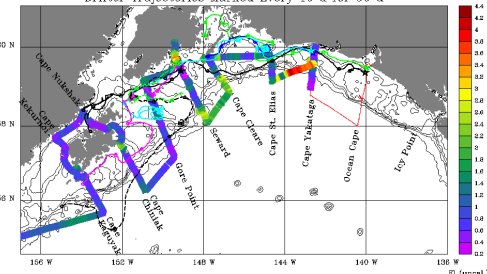 Drifter Trajectories Marked Every 10 d for 30 d
60 N
58 N
56 N
156 W
152 W
148 W
144 W
140 W
136 W
Cape Nukshak
Cape Kekurnoi
Cape Kaguyak
Cape Chiniak
Gore Point
Seward
Cape Cleare
Cape St. Elias
Cape Yakataga
Ocean Cape
Icy Point
4.4
4.2
4
3.8
3.6
3.4
3.2
3
2.8
2.6
2.4
2.2
2
1.8
1.6
1.4
1.2
1
0.8
0.6
0.4
0.2